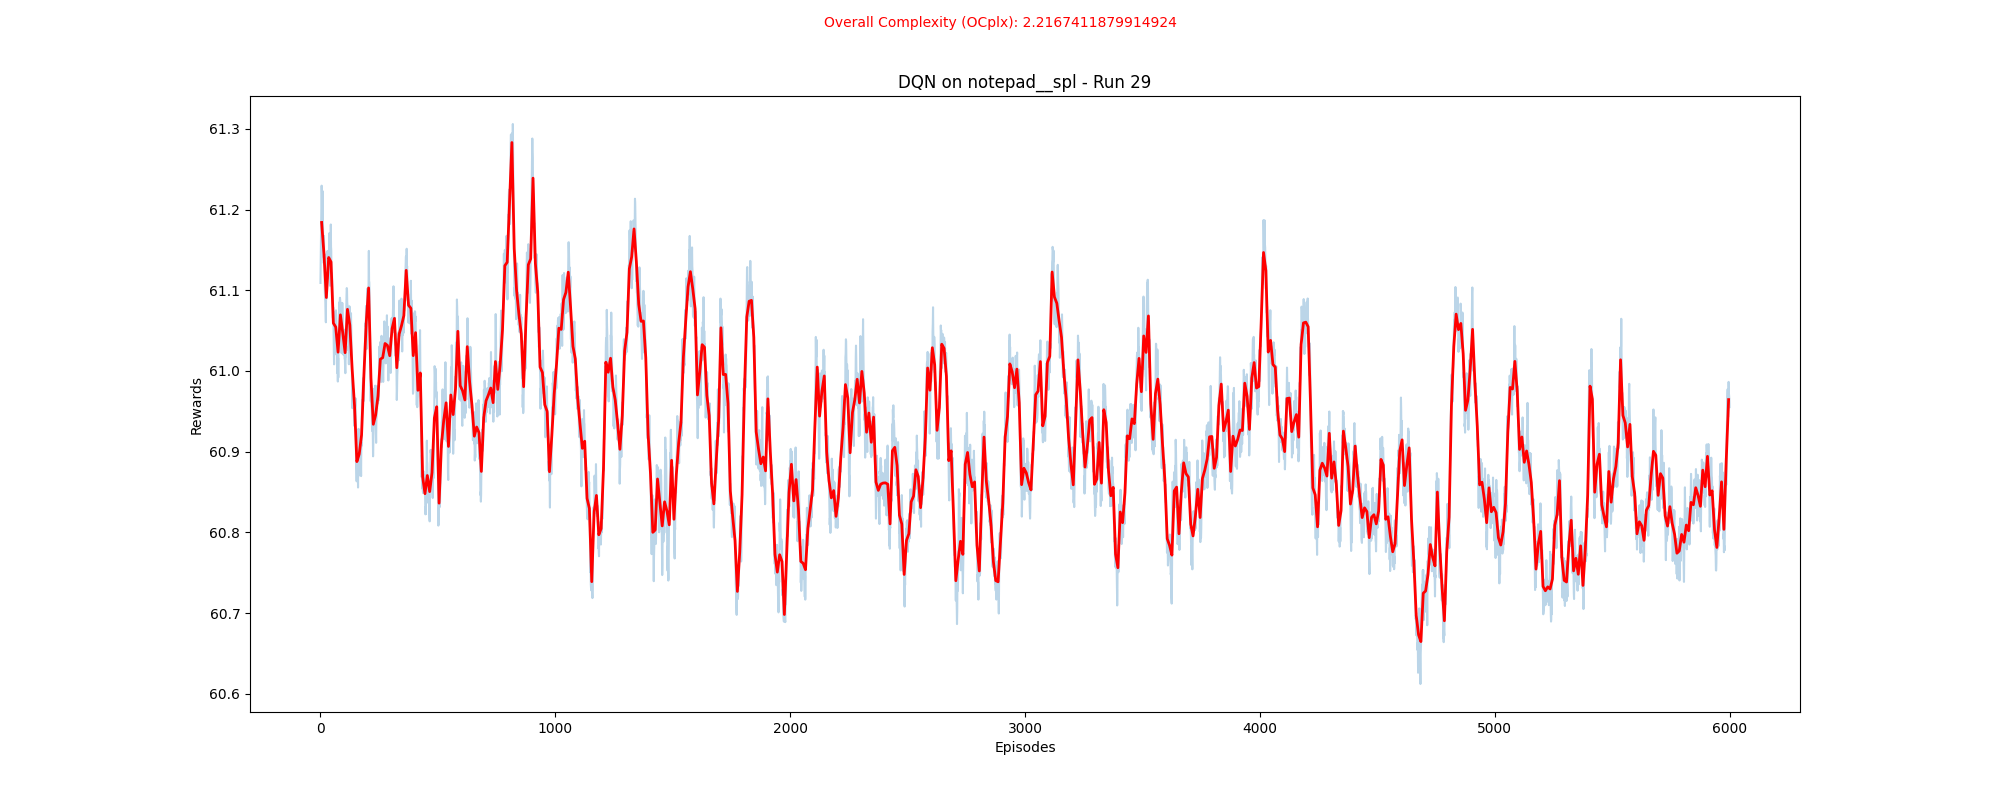 Overall Complexity (OCplx): 2.2167411879914924
DQN on notepad__spl - Run 29
61.3
61.2
61.1
61.0
60.9
60.8
60.7
60.6
Rewards
0 1000 2000 3000 4000 5000 6000
Episodes